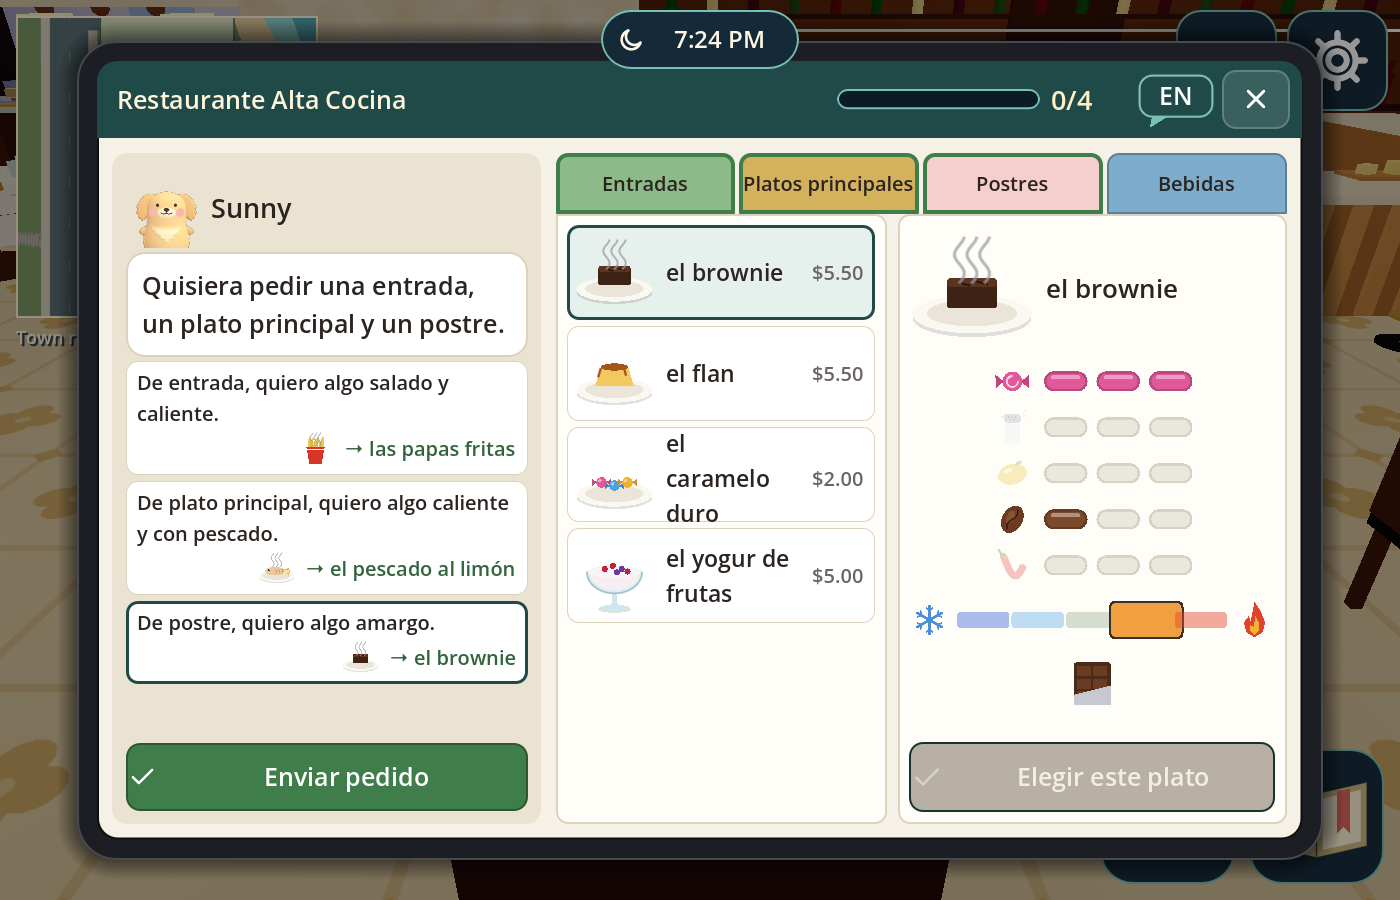 7:24 PM
Restaurante Alta Cocina
0/4
EN
Sunny
Quisiera pedir una entrada,
un plato principal y un postre.
De entrada, quiero algo salado y
caliente.
→ las papas fritas
De plato principal, quiero algo caliente
y con pescado.
→ el pescado al limón
De postre, quiero algo amargo.
→ el brownie
Enviar pedido
Entradas
Platos principales
Postres
Bebidas
el brownie
$5.50
el flan
$5.50
el
caramelo
duro
$2.00
el yogur de
frutas
$5.00
el brownie
Elegir este plato
Town